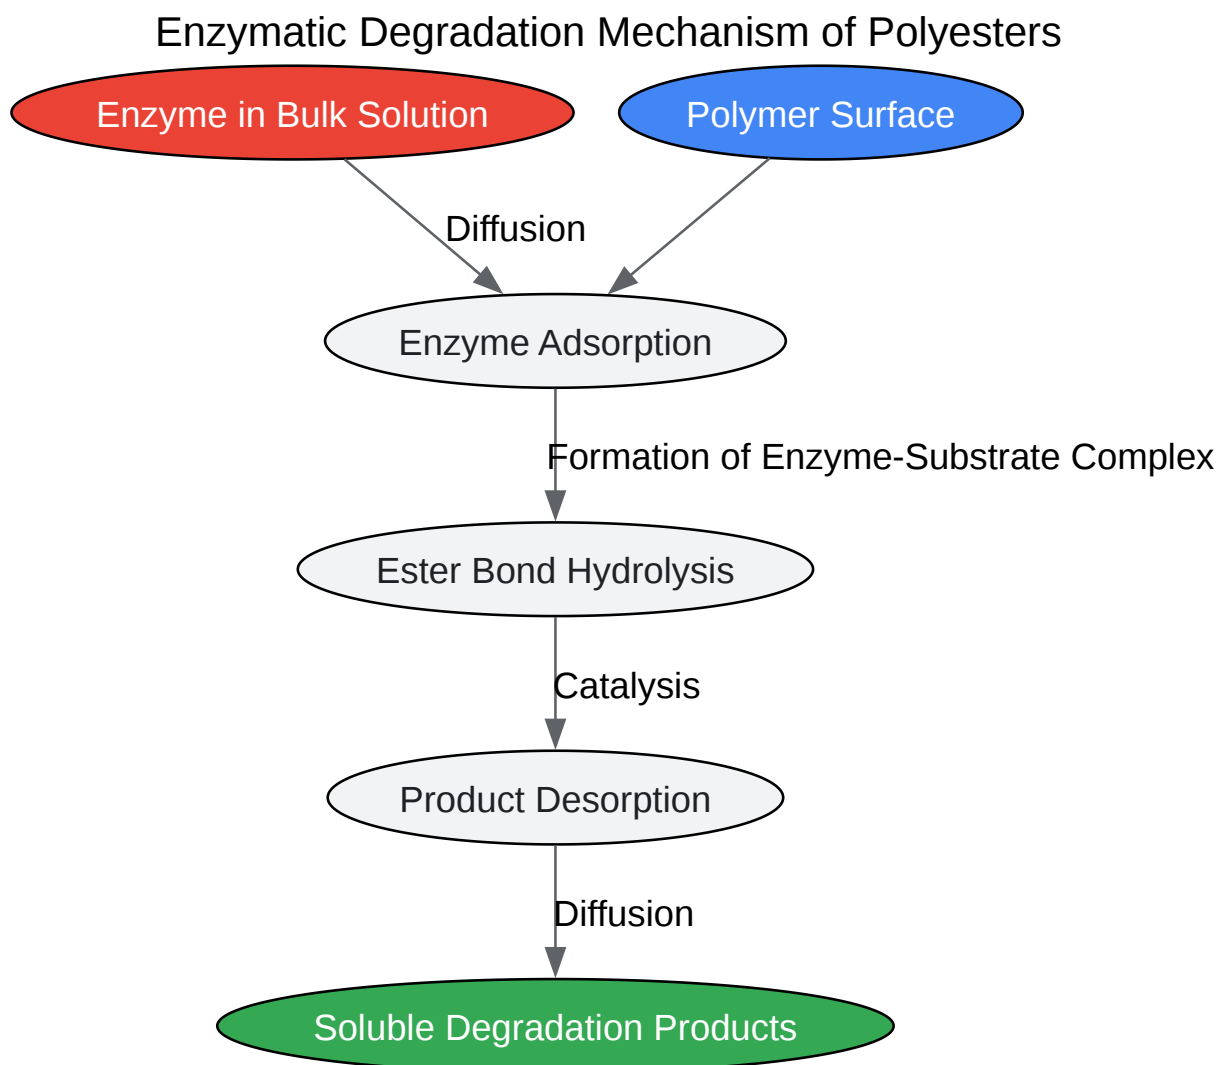 Enzymatic Degradation Mechanism of Polyesters
Enzyme in Bulk Solution
Polymer Surface
Diffusion
Enzyme Adsorption
Formation of Enzyme-Substrate Complex
Ester Bond Hydrolysis
Catalysis
Product Desorption
Diffusion
Soluble Degradation Products